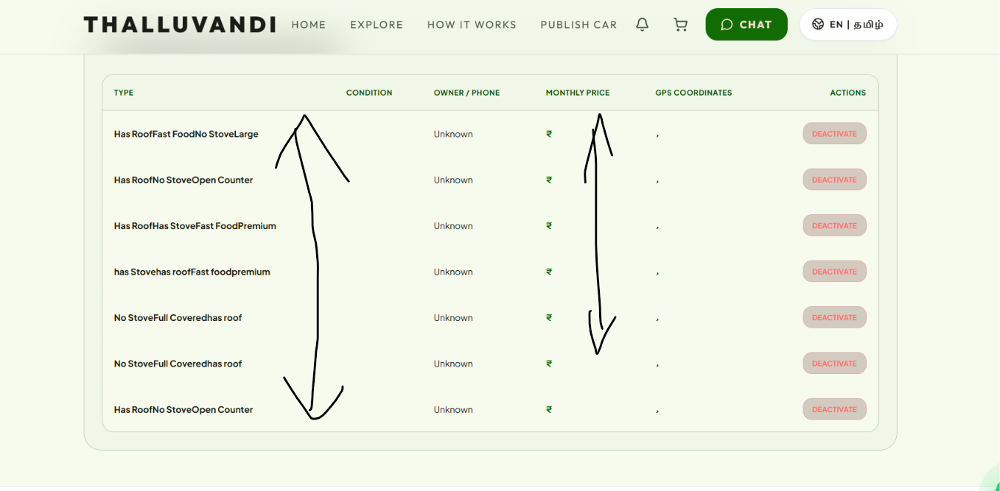 THALLUVANDI HOME EXPLORE HOW IT WORKS PUBLISH CAR CHAT EN | தமிழ்
TYPE CONDITION OWNER / PHONE MONTHLY PRICE GPS COORDINATES ACTIONS
Has RoofFast FoodNo StoveLarge Unknown ₹ , DEACTIVATE
Has RoofNo StoveOpen Counter Unknown ₹ , DEACTIVATE
Has RoofHas StoveFast FoodPremium Unknown ₹ , DEACTIVATE
has Stovehas roofFast foodpremium Unknown ₹ , DEACTIVATE
No StoveFull Coveredhas roof Unknown ₹ , DEACTIVATE
No StoveFull Coveredhas roof Unknown ₹ , DEACTIVATE
Has RoofNo StoveOpen Counter Unknown ₹ , DEACTIVATE